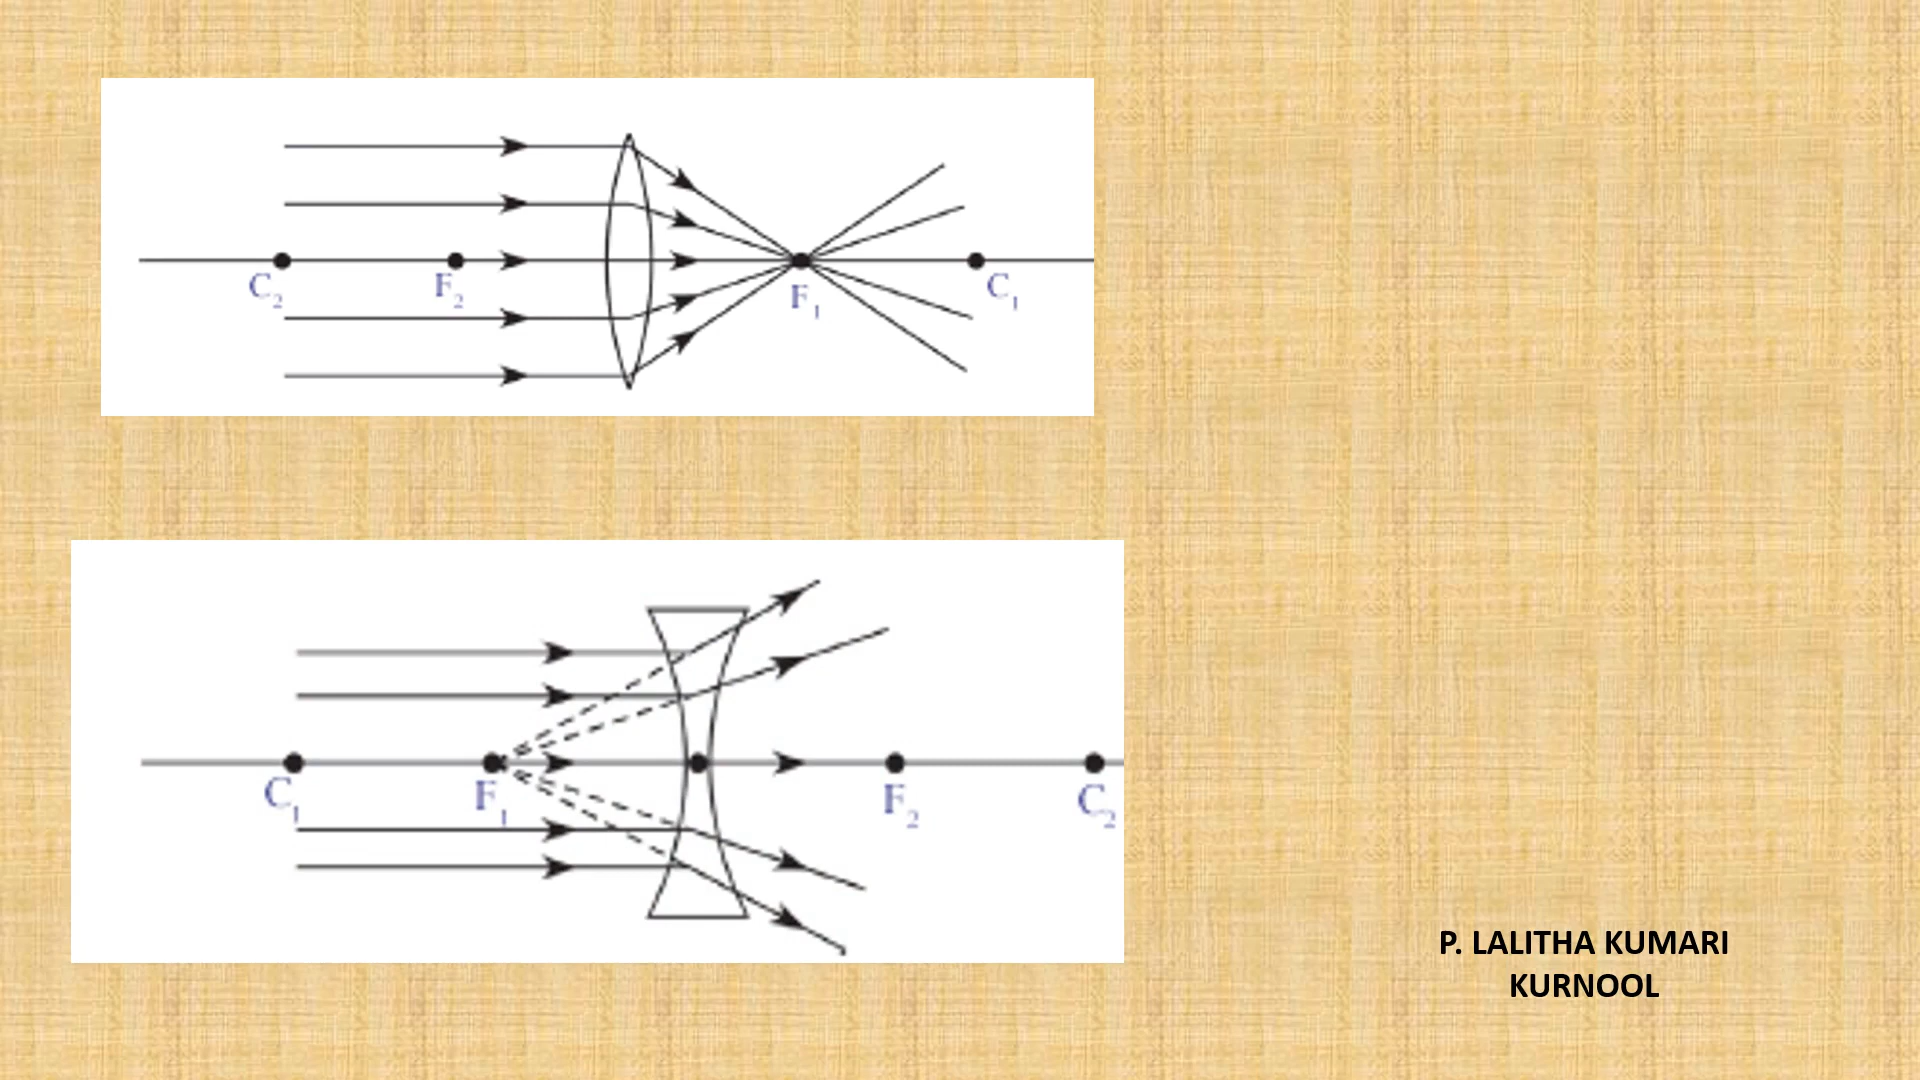 C₂ F₂ F₁ C₁
C₁ F₁ F₂ C₂
P. LALITHA KUMARI
KURNOOL